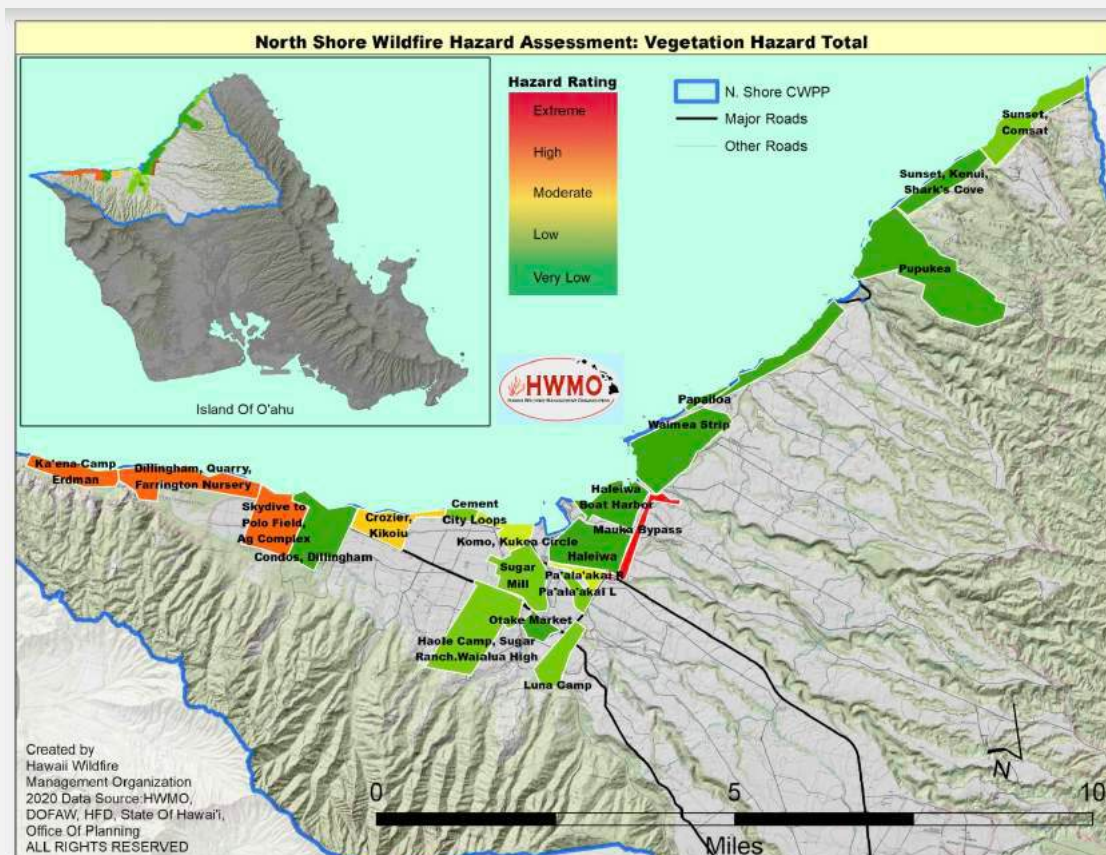 North Shore Wildfire Hazard Assessment: Vegetation Hazard Total
Hazard Rating
Extreme
High
Moderate
Low
Very Low
N. Shore CWPP
Major Roads
Other Roads
Island Of O'ahu
HWMO
Sunset,
Comsat
Sunset, Kenui,
Shark's Cove
Pupukea
Papailoa
Waimea Strip
Ka'ena-Camp
Erdman
Dillingham, Quarry,
Farrington Nursery
Skydive to
Polo Field,
Ag Complex
Condos, Dillingham
Crozier,
Kikoiu
Cement
City Loops
Komo, Kukea Circle
Haleiwa
Boat Harbor
Mauka Bypass
Haleiwa
Sugar
Mill
Pa'ala'akai R
Pa'ala'akai L
Otake Market
Haole Camp, Sugar
Ranch.Waialua High
Luna Camp
Created by
Hawaii Wildfire
Management Organization
2020 Data Source:HWMO,
DOFAW, HFD, State Of Hawai'i,
Office Of Planning
ALL RIGHTS RESERVED
N
0 5 10
Miles